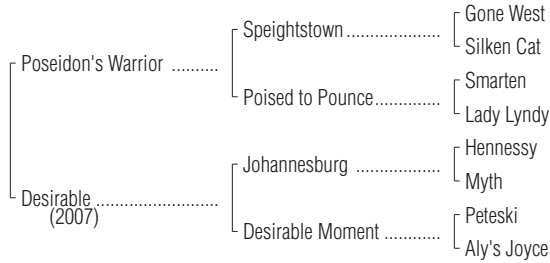 Gone West
Speightstown ................
Silken Cat
Poseidon's Warrior ..........
Smarten
Poised to Pounce.............
Lady Lyndy
Hennessy
Johannesburg .................
Myth
Desirable ..........................
(2007)
Peteski
Desirable Moment ............
Aly's Joyce